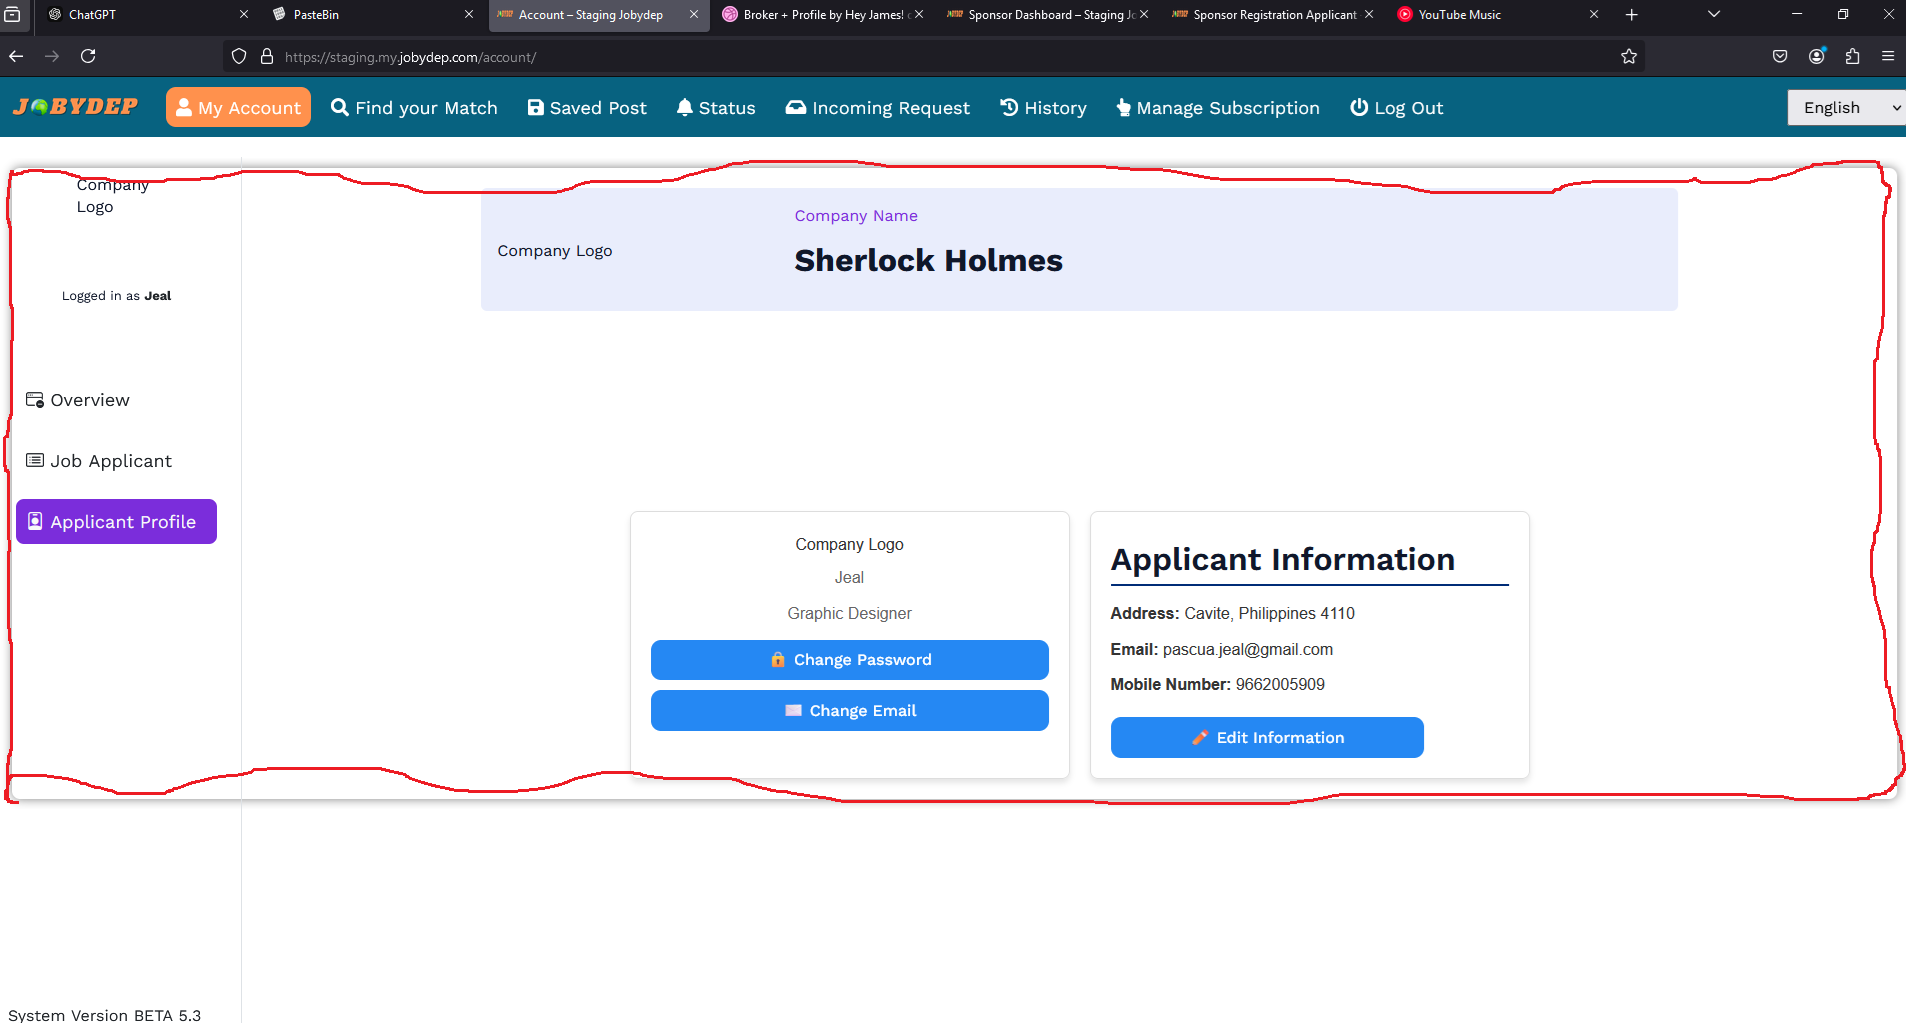 ChatGPT
PasteBin
Account – Staging Jobydep
Broker + Profile by Hey James!
Sponsor Dashboard – Staging Jo
Sponsor Registration Applicant
YouTube Music
https://staging.my.jobydep.com/account/
JOBYDEP
My Account
Find your Match
Saved Post
Status
Incoming Request
History
Manage Subscription
Log Out
English
Company
Logo
Logged in as Jeal
Overview
Job Applicant
Applicant Profile
System Version BETA 5.3
Company Logo
Company Name
Sherlock Holmes
Company Logo
Jeal
Graphic Designer
Change Password
Change Email
Applicant Information
Address: Cavite, Philippines 4110
Email: pascua.jeal@gmail.com
Mobile Number: 9662005909
Edit Information